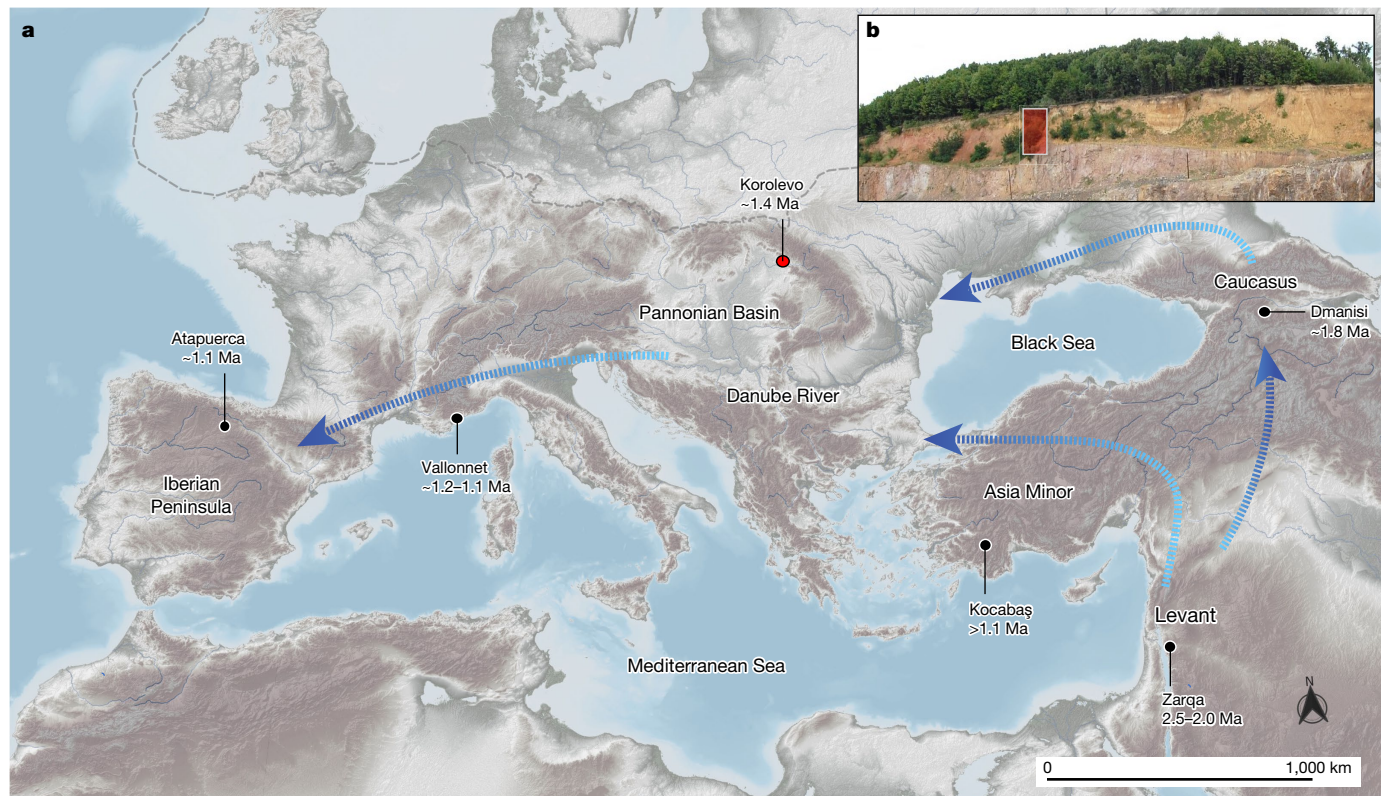 a
b
Korolevo
~1.4 Ma
Caucasus
Pannonian Basin
Dmanisi
~1.8 Ma
Atapuerca
~1.1 Ma
Black Sea
Danube River
Vallonnet
~1.2–1.1 Ma
Iberian
Peninsula
Asia Minor
Kocabaş
>1.1 Ma
Levant
Mediterranean Sea
N
Zarqa
2.5–2.0 Ma
0 1,000 km